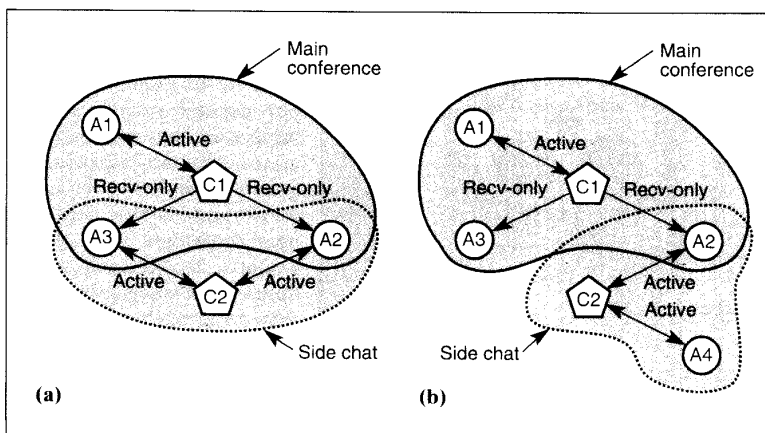 Main
conference
A1
Active
C1
Recv-only
Recv-only
A3
A2
Active
Active
C2
Side chat
(a)
Main
conference
A1
Active
C1
Recv-only
Recv-only
A3
A2
Active
C2
Active
Side chat
A4
(b)